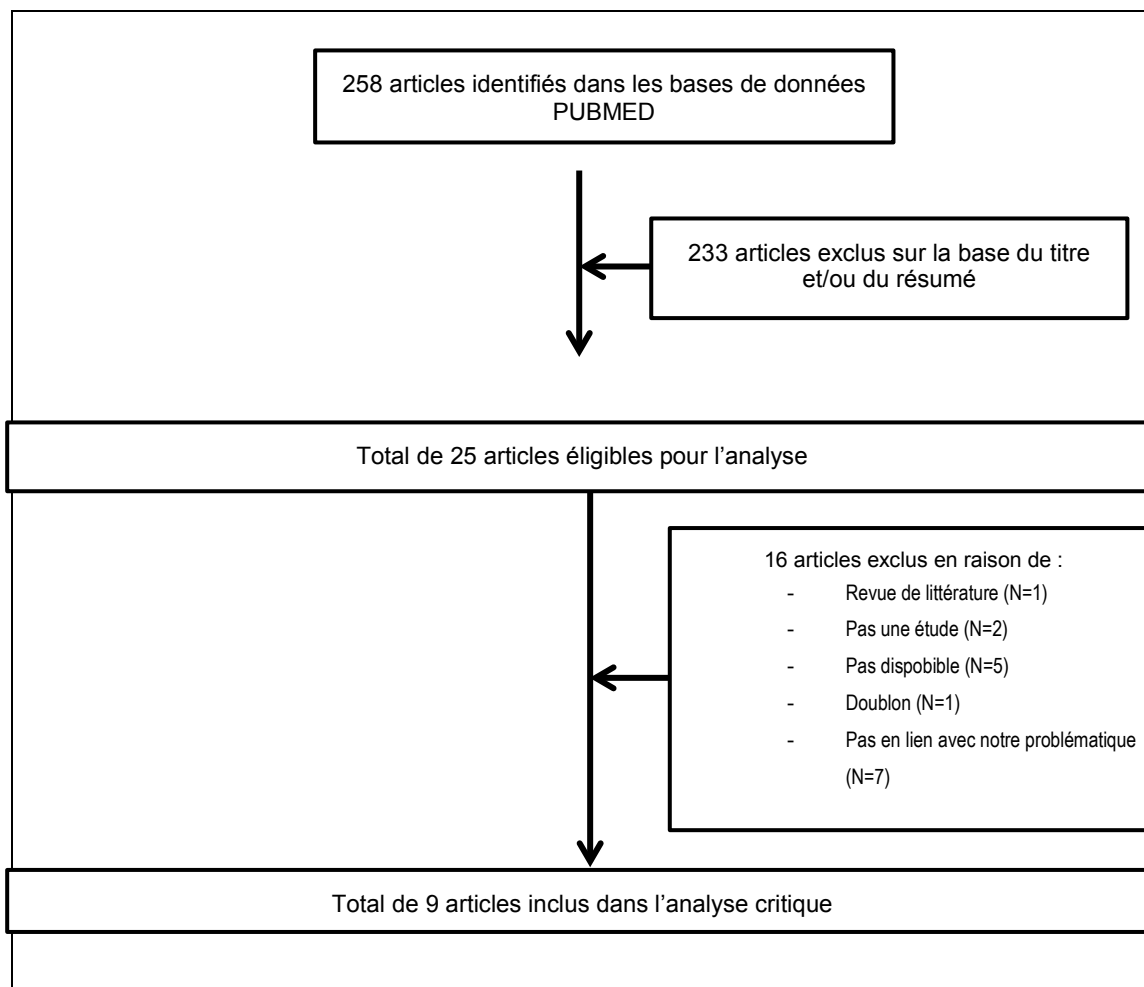 258 articles identifiés dans les bases de données
PUBMED
233 articles exclus sur la base du titre
et/ou du résumé
Total de 25 articles éligibles pour l’analyse
16 articles exclus en raison de :
- Revue de littérature (N=1)
- Pas une étude (N=2)
- Pas dispobible (N=5)
- Doublon (N=1)
- Pas en lien avec notre problématique
(N=7)
Total de 9 articles inclus dans l’analyse critique